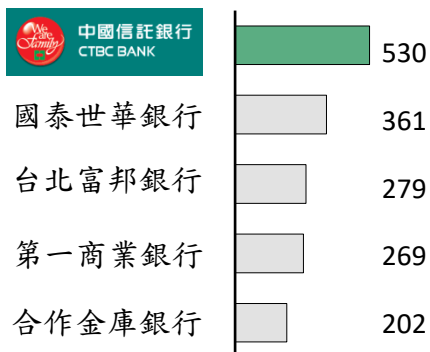 We are Family
中國信託銀行
CTBC BANK
530
國泰世華銀行
361
台北富邦銀行
279
第一商業銀行
269
合作金庫銀行
202